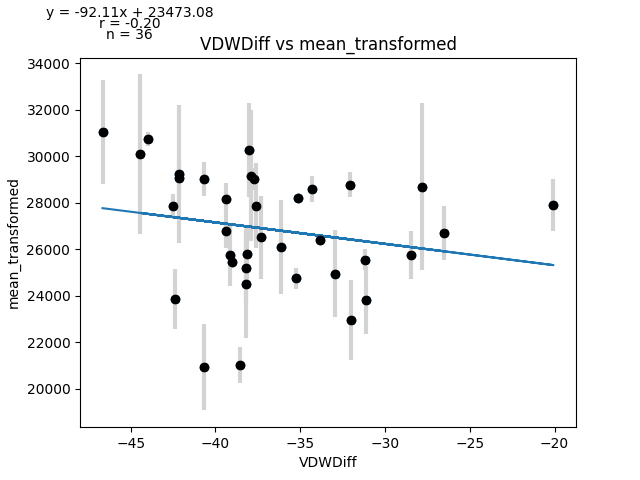 y = -92.11x + 23473.08
r = -0.20
n = 36
VDWDiff vs mean_transformed
34000
32000
30000
28000
26000
24000
22000
20000
mean_transformed
−45
−40
−35
−30
−25
−20
VDWDiff